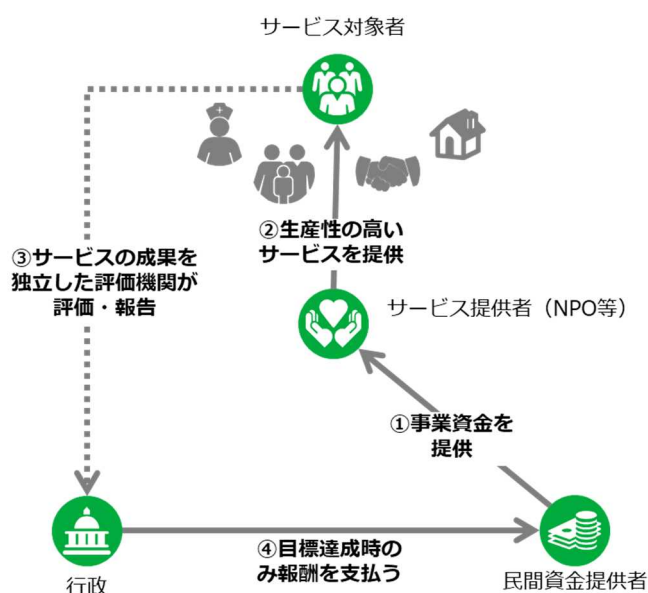 サービス対象者
②生産性の高い
サービスを提供
③サービスの成果を
独立した評価機関が
評価・報告
サービス提供者（NPO等）
①事業資金を
提供
④目標達成時の
み報酬を支払う
行政
民間資金提供者